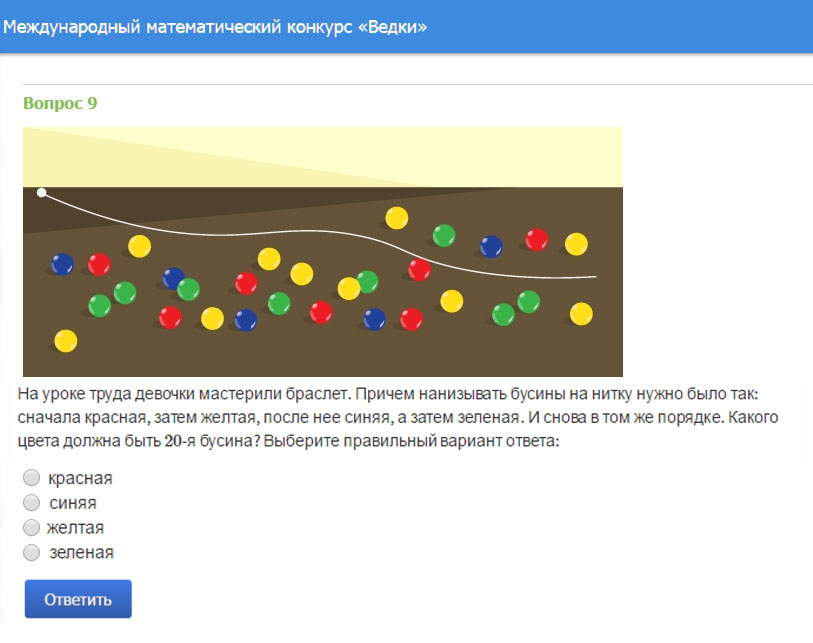 Международный математический конкурс «Ведки»
Вопрос 9
На уроке труда девочки мастерили браслет. Причем нанизывать бусины на нитку нужно было так:
сначала красная, затем желтая, после нее синяя, а затем зеленая. И снова в том же порядке. Какого
цвета должна быть 20-я бусина? Выберите правильный вариант ответа:
красная
синяя
желтая
зеленая
Ответить